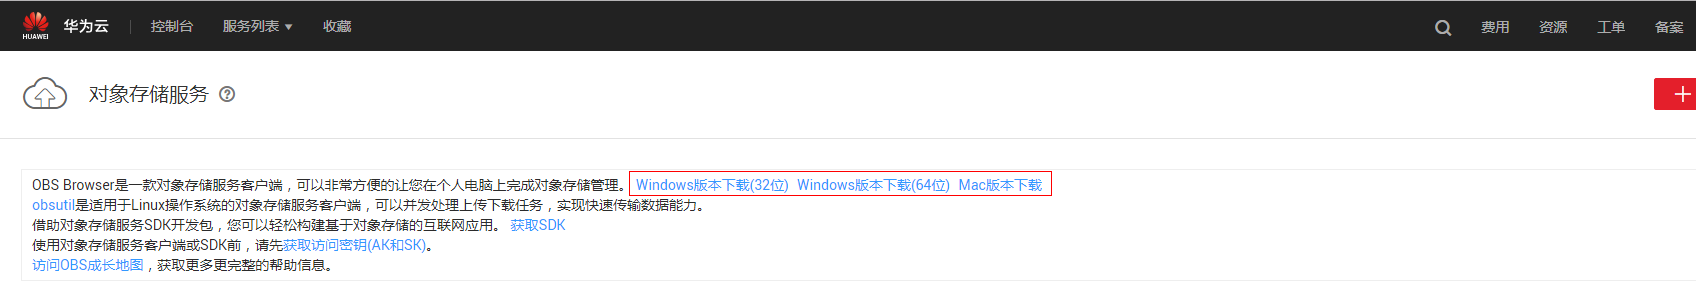 HUAWEI 华为云 控制台 服务列表 收藏 费用 资源 工单 备案
对象存储服务 ?
OBS Browser是一款对象存储服务客户端，可以非常方便的让您在个人电脑上完成对象存储管理。 Windows版本下载(32位) Windows版本下载(64位) Mac版本下载
obsutil是适用于Linux操作系统的对象存储服务客户端，可以并发处理上传下载任务，实现快速传输数据能力。
借助对象存储服务SDK开发包，您可以轻松构建基于对象存储的互联网应用。 获取SDK
使用对象存储服务客户端或SDK前，请先获取访问密钥(AK和SK)。
访问OBS成长地图，获取更多更完整的帮助信息。